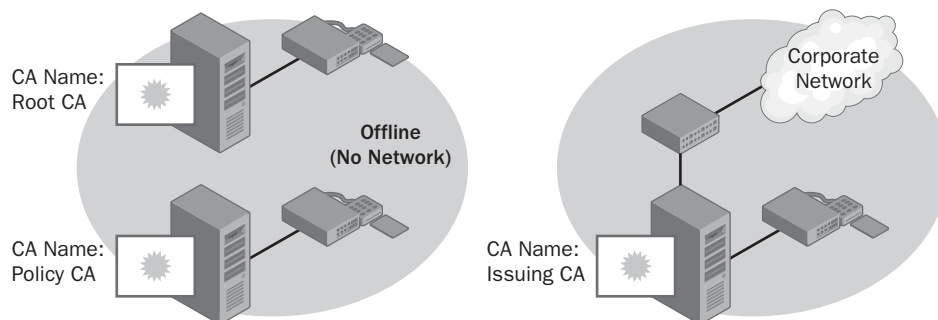 CA Name:
Root CA
Offline
(No Network)
CA Name:
Policy CA
Corporate
Network
CA Name:
Issuing CA